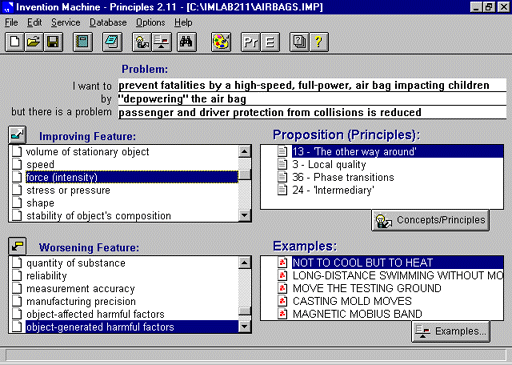 Invention Machine - Principles 2.11 - [C:\IMLAB211\AIRBAGS.IMP]
File Edit Service Database Options Help
Pr E ?
Problem:
I want to prevent fatalities by a high-speed, full-power, air bag impacting children
by "depowering" the air bag
but there is a problem passenger and driver protection from collisions is reduced
Improving Feature:
volume of stationary object
speed
force (intensity)
stress or pressure
shape
stability of object's composition
Proposition (Principles):
13 - 'The other way around'
3 - Local quality
36 - Phase transitions
24 - 'Intermediary'
Concepts/Principles
Worsening Feature:
quantity of substance
reliability
measurement accuracy
manufacturing precision
object-affected harmful factors
object-generated harmful factors
Examples:
NOT TO COOL BUT TO HEAT
LONG-DISTANCE SWIMMING WITHOUT MO
MOVE THE TESTING GROUND
CASTING MOLD MOVES
MAGNETIC MOBIUS BAND
Examples...